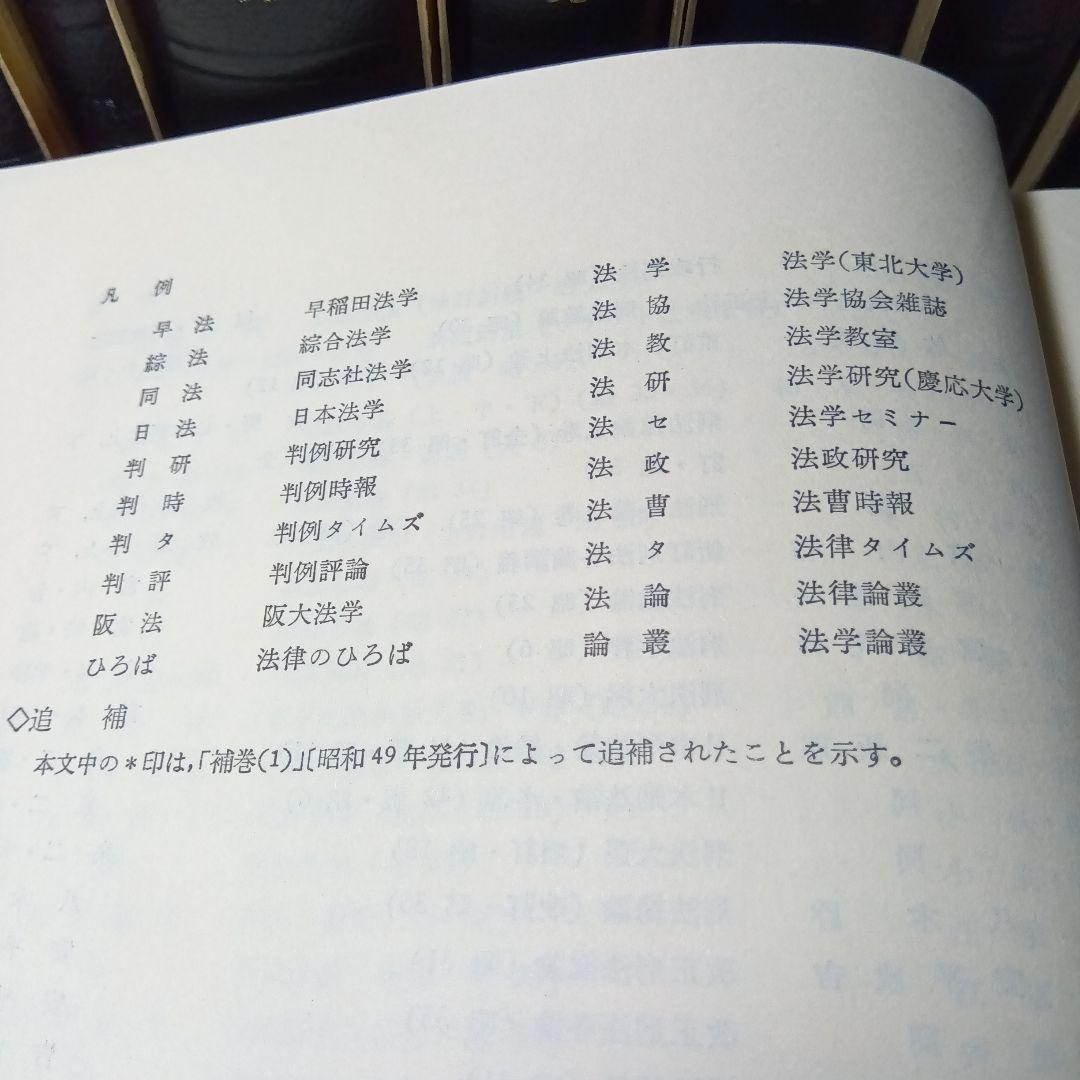 凡例
早法 早稲田法学
綜法 綜合法学
同法 同志社法学
日法 日本法学
判研 判例研究
判時 判例時報
判タ 判例タイムズ
判評 判例評論
阪法 阪大法学
ひろば 法律のひろば
法学 法学(東北大学)
法協 法学協会雑誌
法教 法学教室
法研 法学研究(慶応大学)
法セ 法学セミナー
法政 法政研究
法曹 法曹時報
法タ 法律タイムズ
法論 法律論叢
論叢 法学論叢
◇追補
本文中の*印は,「補巻(1)」[昭和49年発行]によって追補されたことを示す。